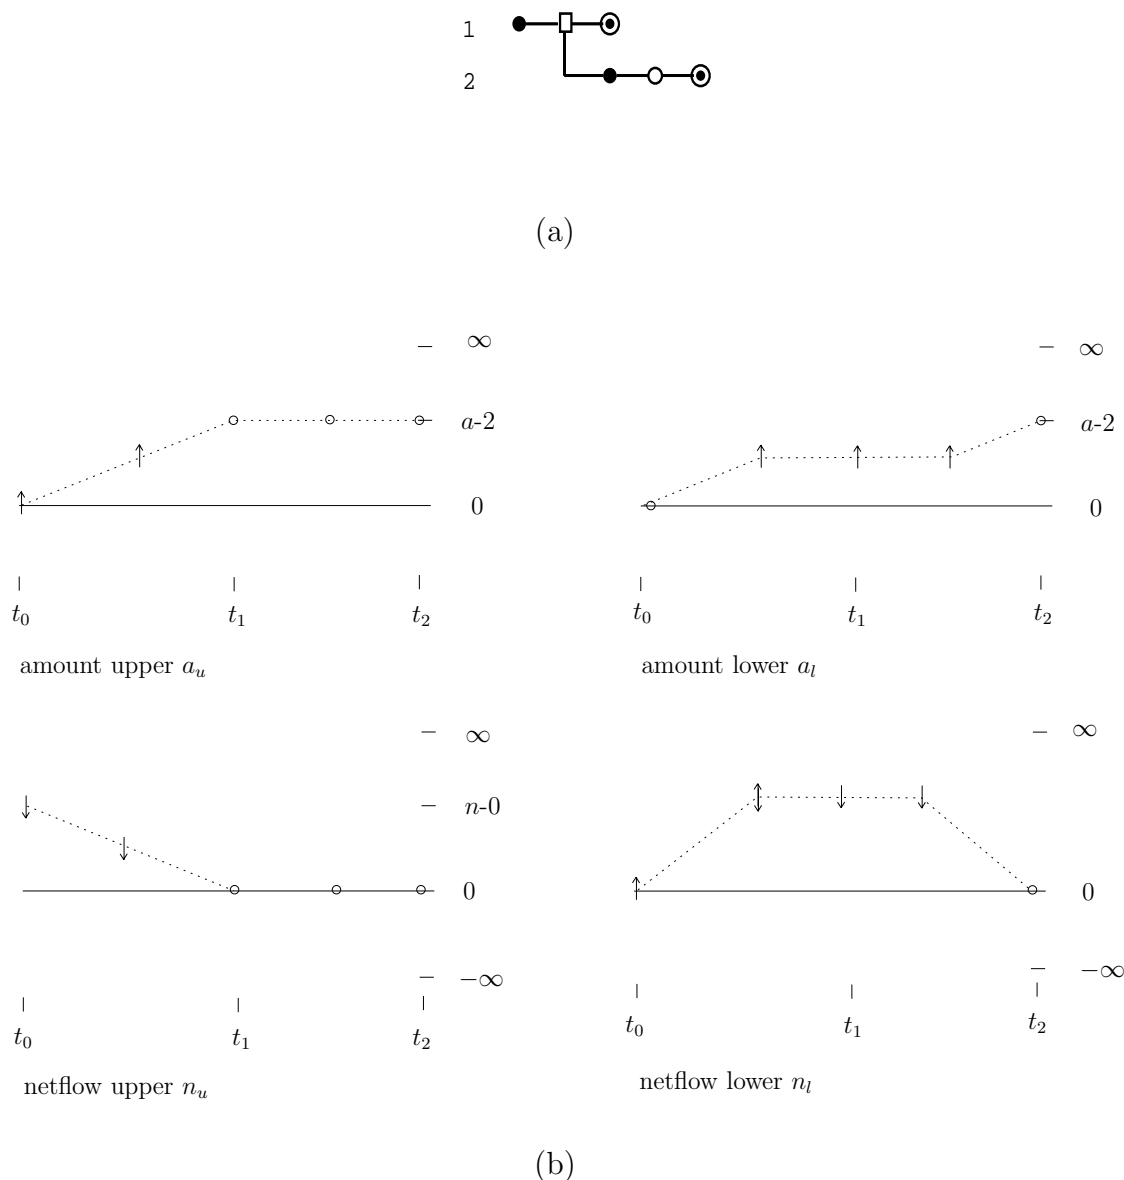 1
2
(a)
∞
a-2
0
t₀ t₁ t₂
amount upper aᵤ
∞
a-2
0
t₀ t₁ t₂
amount lower aₗ
∞
n-0
0
−∞
t₀ t₁ t₂
netflow upper nᵤ
∞
0
−∞
t₀ t₁ t₂
netflow lower nₗ
(b)